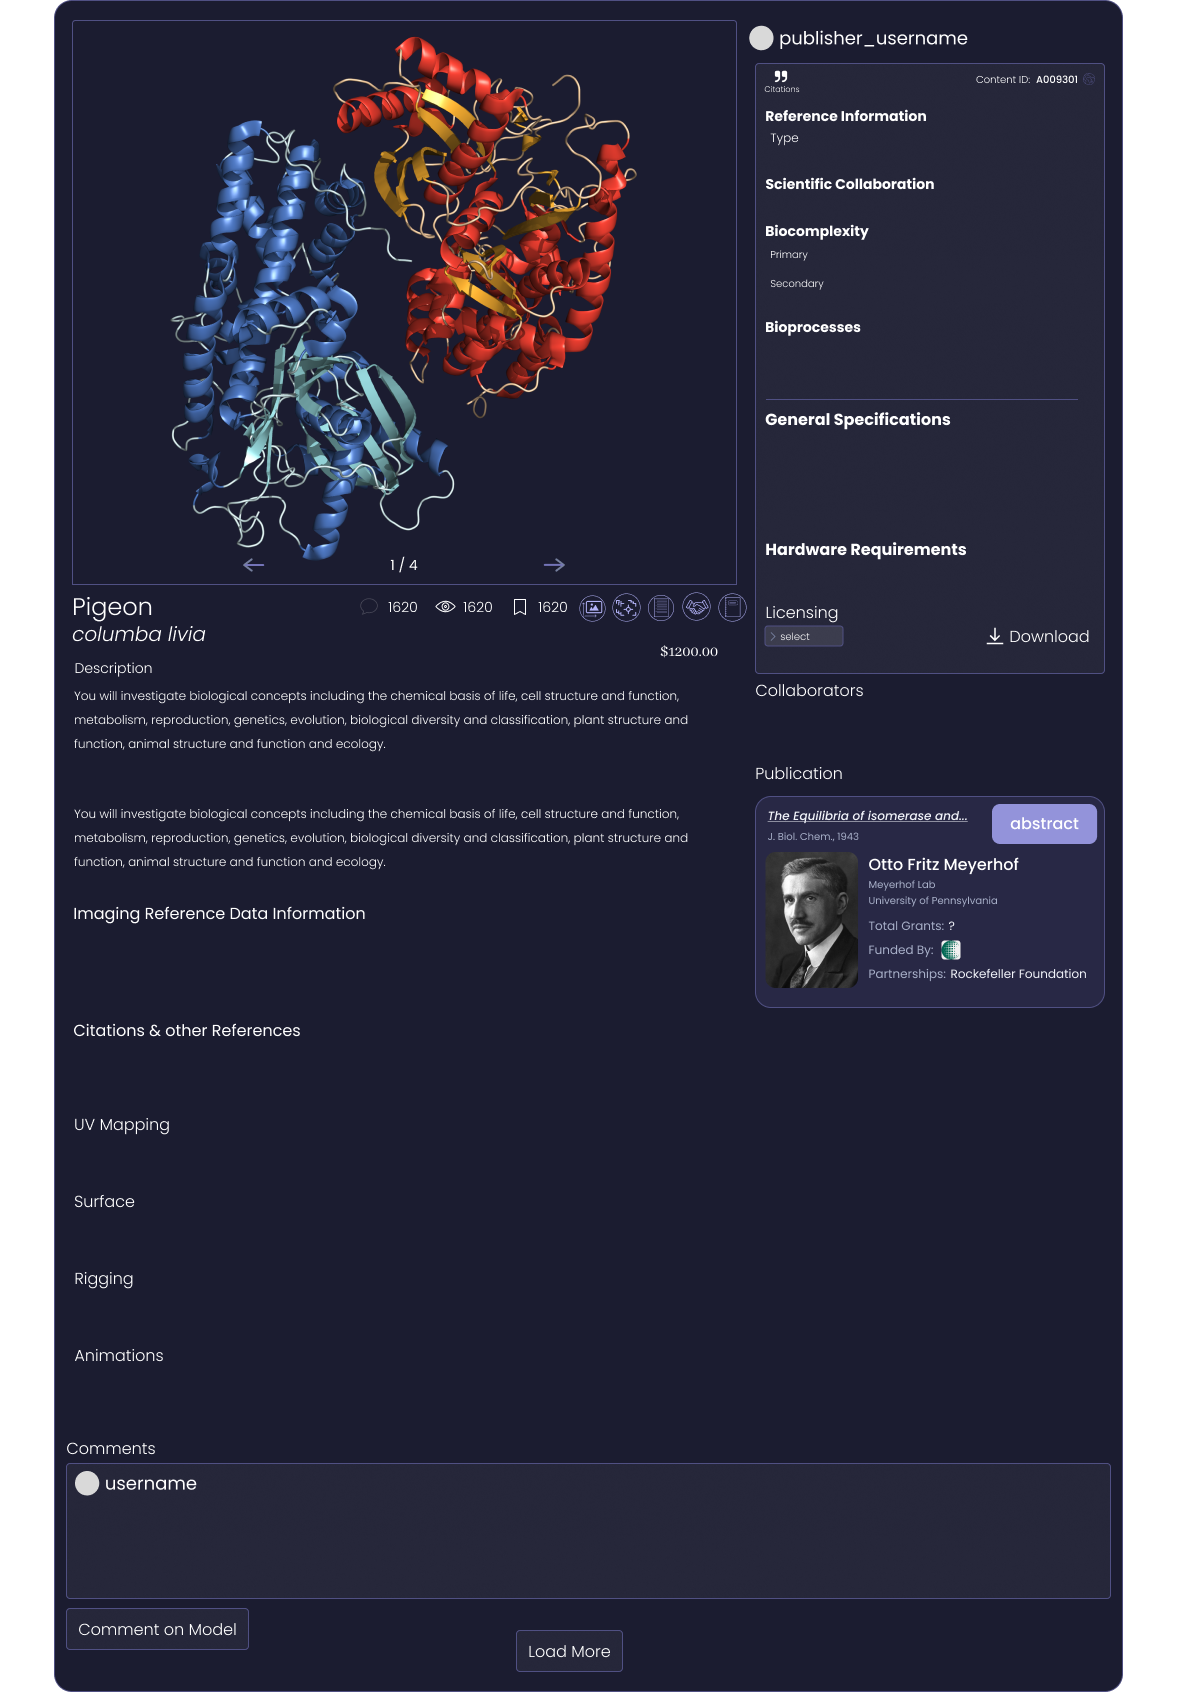 publisher_username
Citations
Content ID: A009301
Reference Information
Type
Scientific Collaboration
Biocomplexity
Primary
Secondary
Bioprocesses
General Specifications
Hardware Requirements
Licensing
select
Download
1 / 4
Pigeon
1620 1620 1620
columba livia
$1200.00
Description
You will investigate biological concepts including the chemical basis of life, cell structure and function,
metabolism, reproduction, genetics, evolution, biological diversity and classification, plant structure and
function, animal structure and function and ecology.
You will investigate biological concepts including the chemical basis of life, cell structure and function,
metabolism, reproduction, genetics, evolution, biological diversity and classification, plant structure and
function, animal structure and function and ecology.
Imaging Reference Data Information
Citations & other References
UV Mapping
Surface
Rigging
Animations
Collaborators
Publication
The Equilibria of isomerase and...
J. Biol. Chem., 1943
abstract
Otto Fritz Meyerhof
Meyerhof Lab
University of Pennsylvania
Total Grants: ?
Funded By:
Partnerships: Rockefeller Foundation
Comments
username
Comment on Model
Load More